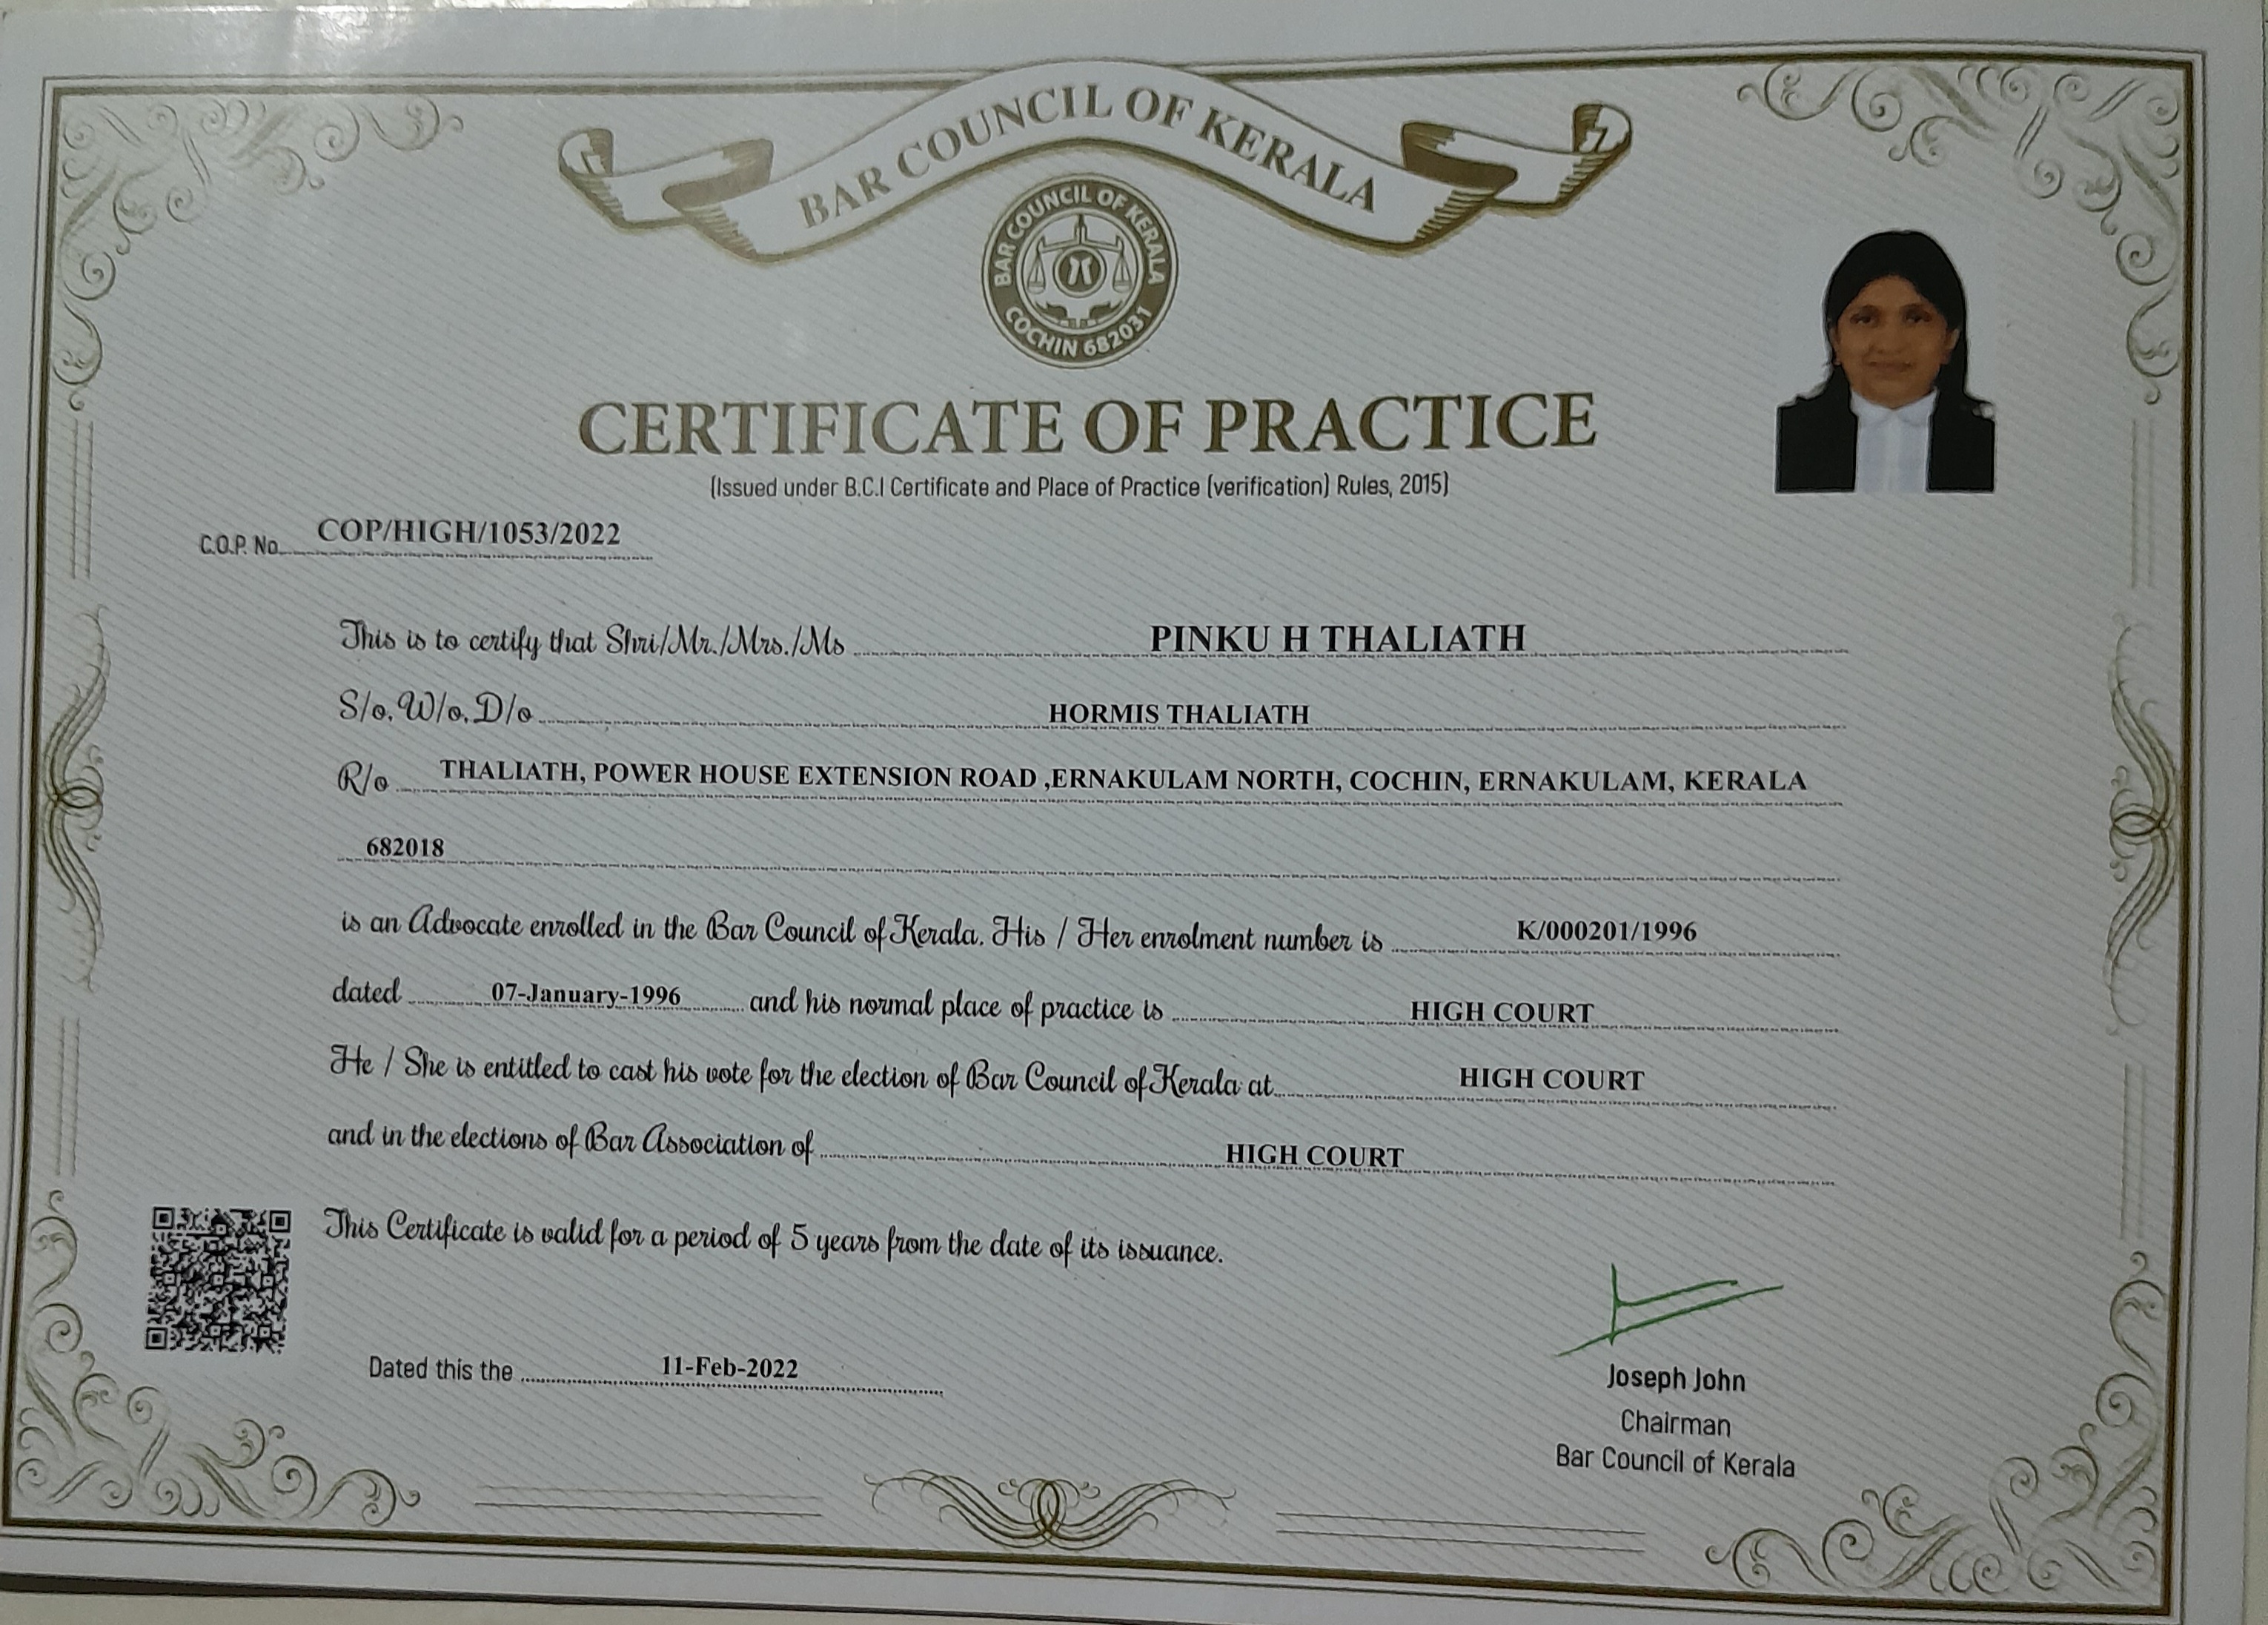 BAR COUNCIL OF KERALA
BAR COUNCIL OF KERALA
COCHIN 682031
CERTIFICATE OF PRACTICE
(Issued under B.C.I Certificate and Place of Practice (verification) Rules, 2015)
C.O.P. No. COP/HIGH/1053/2022
This is to certify that Shri/Mr./Mrs./Ms PINKU H THALIATH
S/o, W/o, D/o HORMIS THALIATH
R/o THALIATH, POWER HOUSE EXTENSION ROAD ,ERNAKULAM NORTH, COCHIN, ERNAKULAM, KERALA
682018
is an Advocate enrolled in the Bar Council of Kerala. His / Her enrolment number is K/000201/1996
dated 07-January-1996 and his normal place of practice is HIGH COURT
He / She is entitled to cast his vote for the election of Bar Council of Kerala at HIGH COURT
and in the elections of Bar Association of HIGH COURT
This Certificate is valid for a period of 5 years from the date of its issuance.
Dated this the 11-Feb-2022
Joseph John
Chairman
Bar Council of Kerala